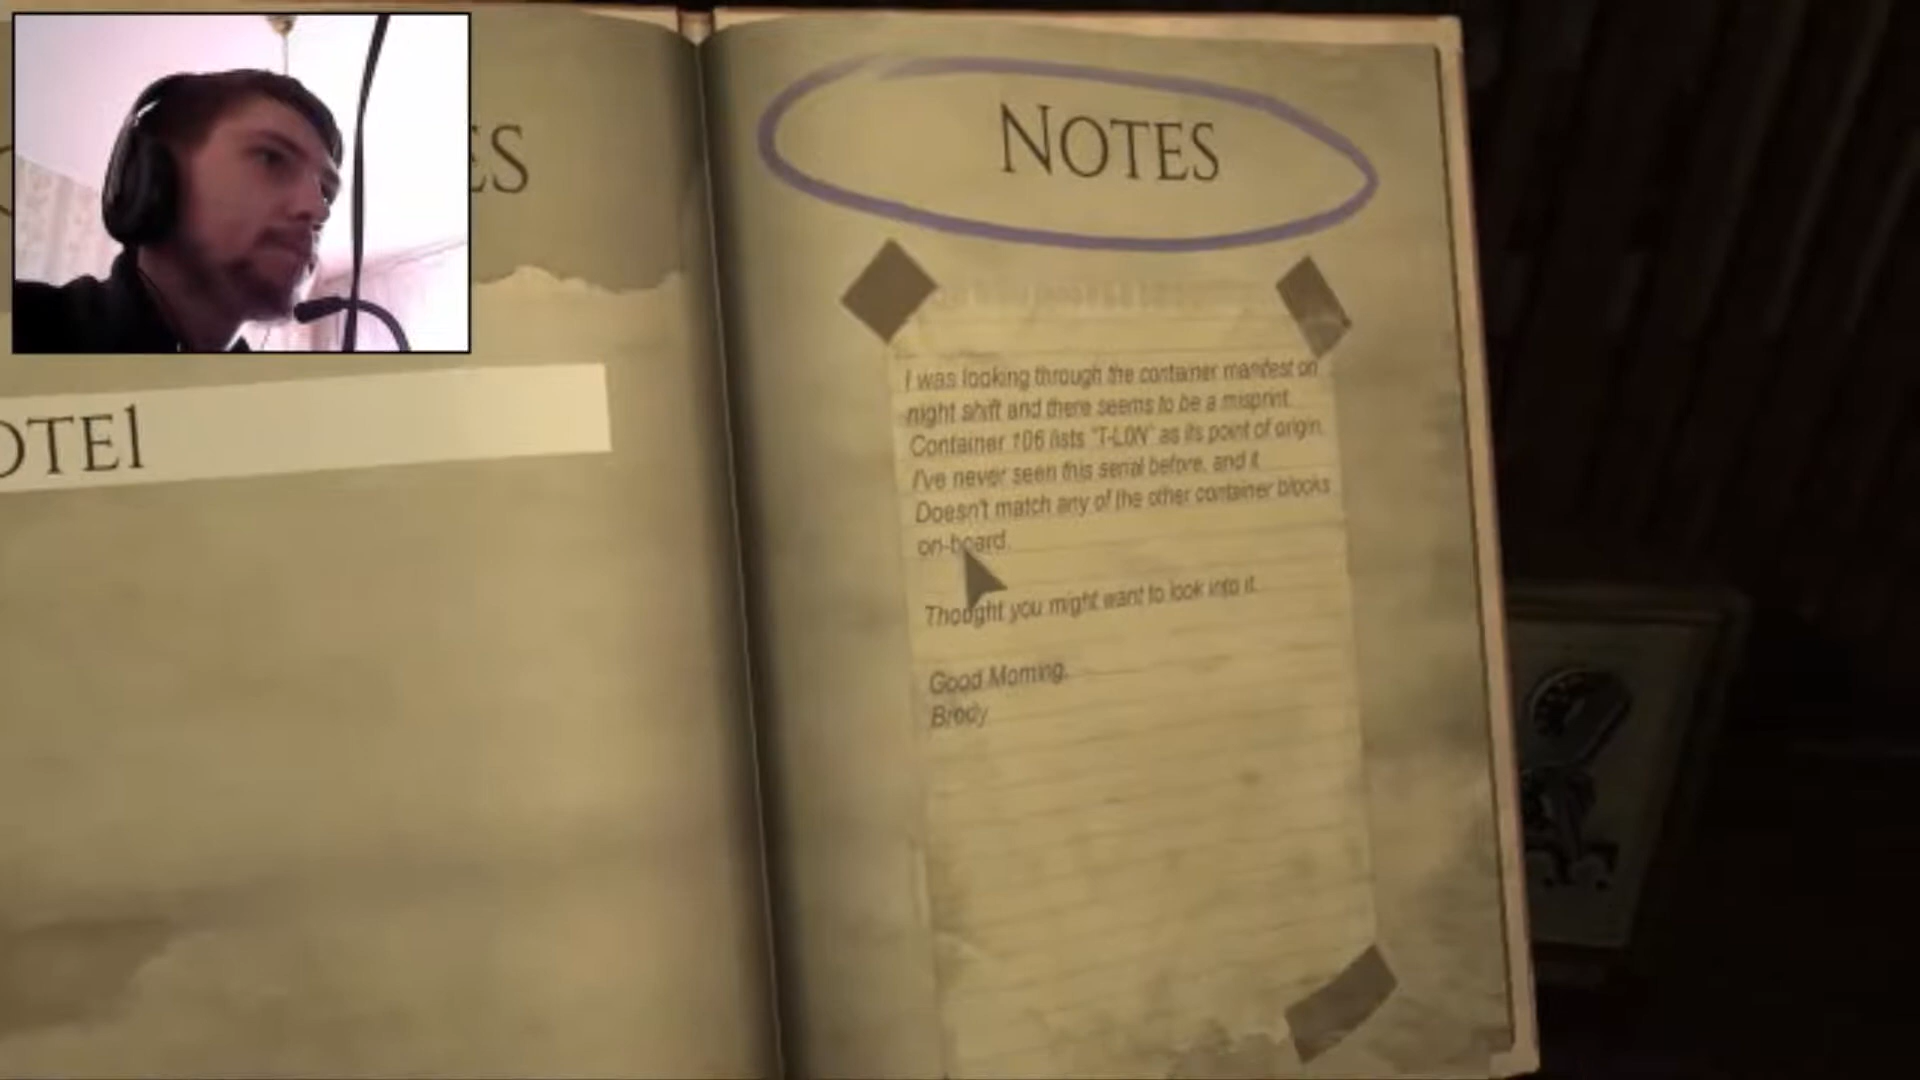 ES
OTE1
NOTES
I was looking through the container manifest on
night shift and there seems to be a misprint.
Container 106 lists "T-LON" as its point of origin.
I've never seen this serial before, and it
Doesn't match any of the other container blocks
on-board.
Thought you might want to look into it.
Good Morning,
Brody